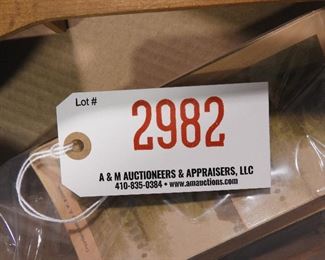 Lot #
2982
A & M AUCTIONEERS & APPRAISERS, LLC
410-835-0384 • www.amauctions.com